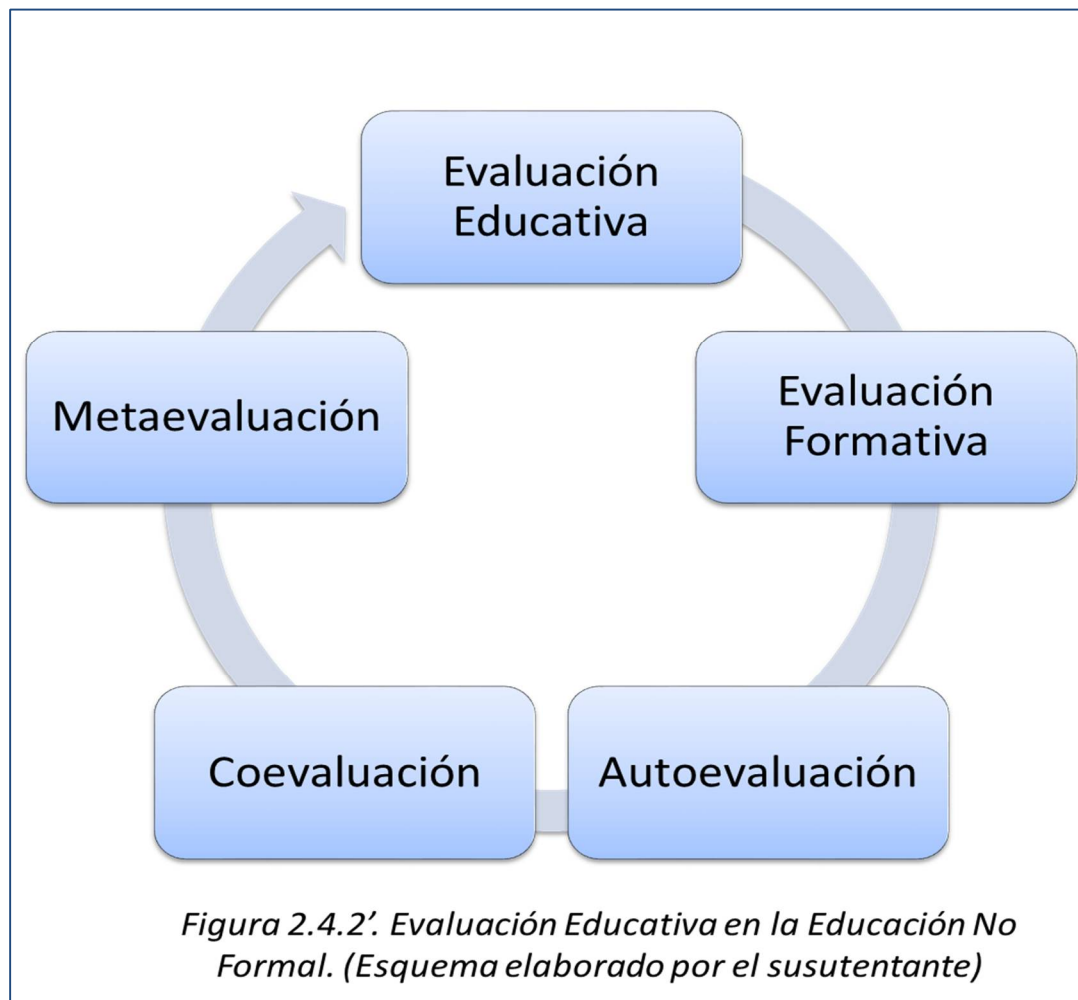 Evaluación
Educativa
Evaluación
Formativa
Autoevaluación
Coevaluación
Metaevaluación
Figura 2.4.2’. Evaluación Educativa en la Educación No
Formal. (Esquema elaborado por el susutentante)